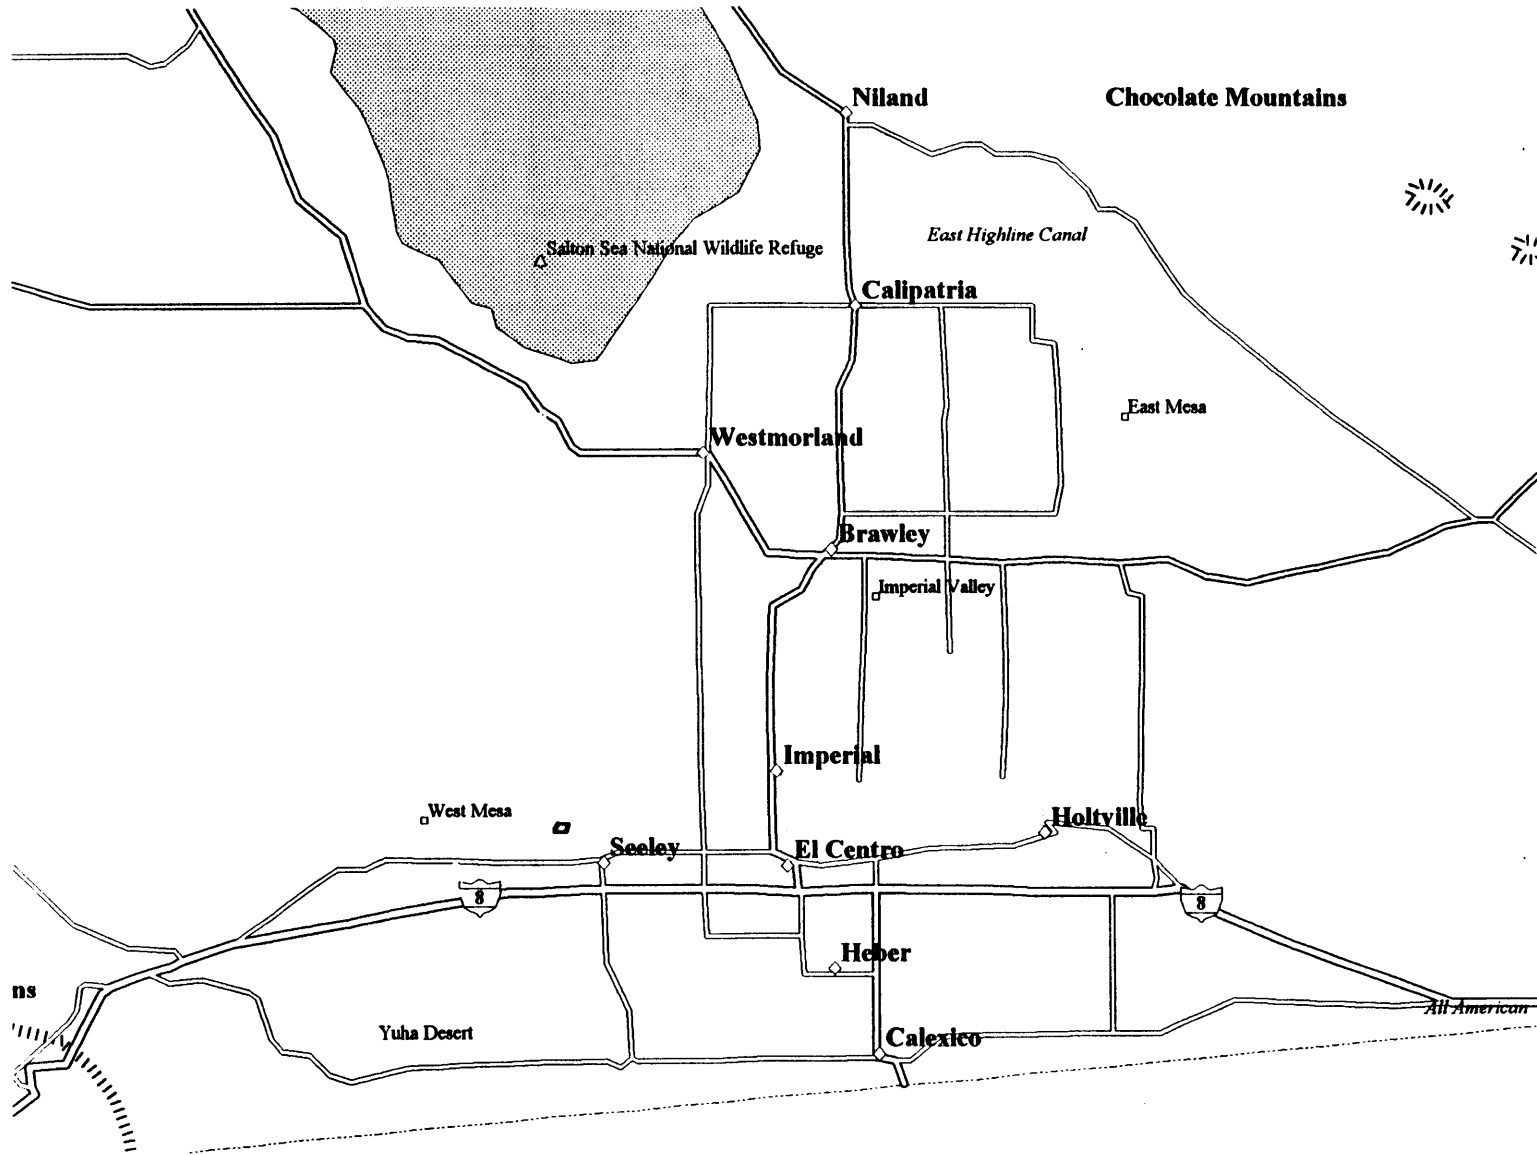 Niland
Chocolate Mountains
East Highline Canal
Salton Sea National Wildlife Refuge
Calipatria
East Mesa
Westmorland
Brawley
Imperial Valley
Imperial
West Mesa
Holtville
Seeley
El Centro
8
8
Heber
ns
All American
Yuha Desert
Calexico